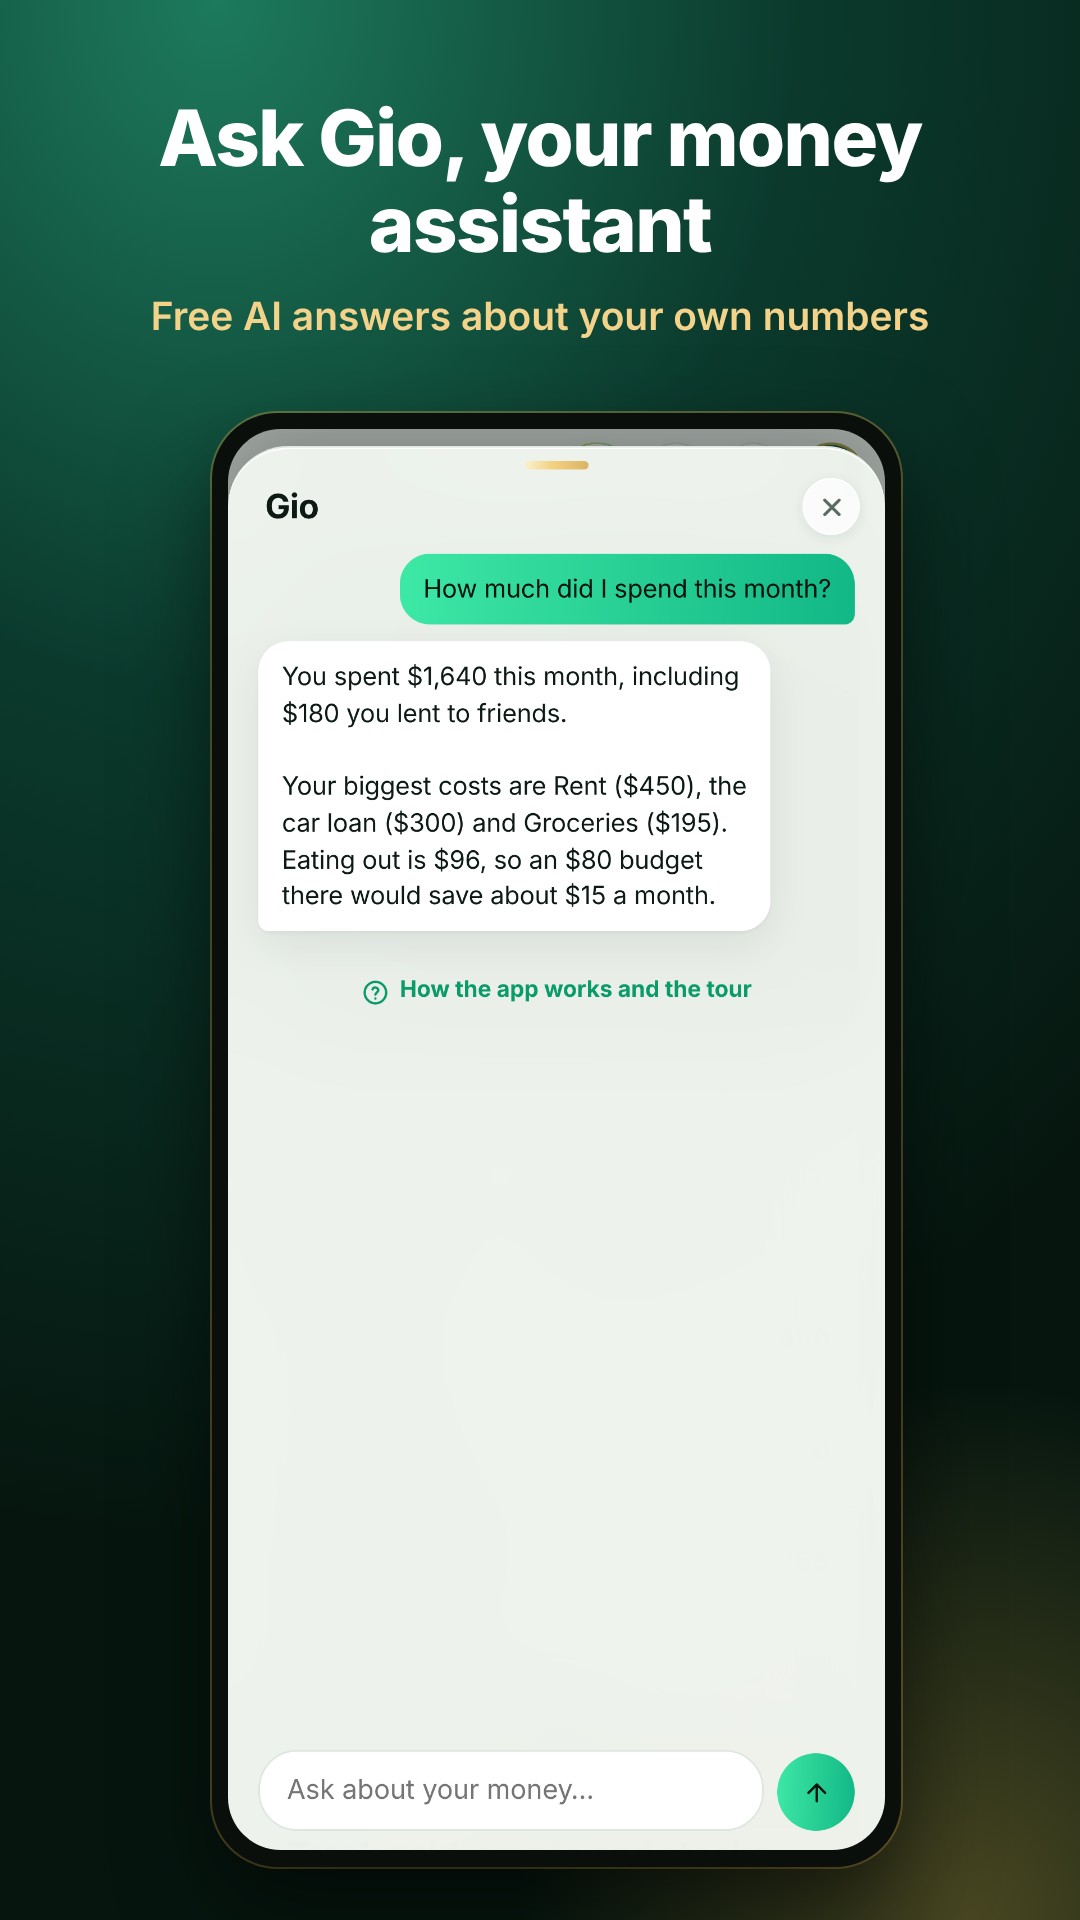 Ask Gio, your money
assistant
Free AI answers about your own numbers
Gio
How much did I spend this month?
You spent $1,640 this month, including
$180 you lent to friends.
Your biggest costs are Rent ($450), the
car loan ($300) and Groceries ($195).
Eating out is $96, so an $80 budget
there would save about $15 a month.
How the app works and the tour
Ask about your money...